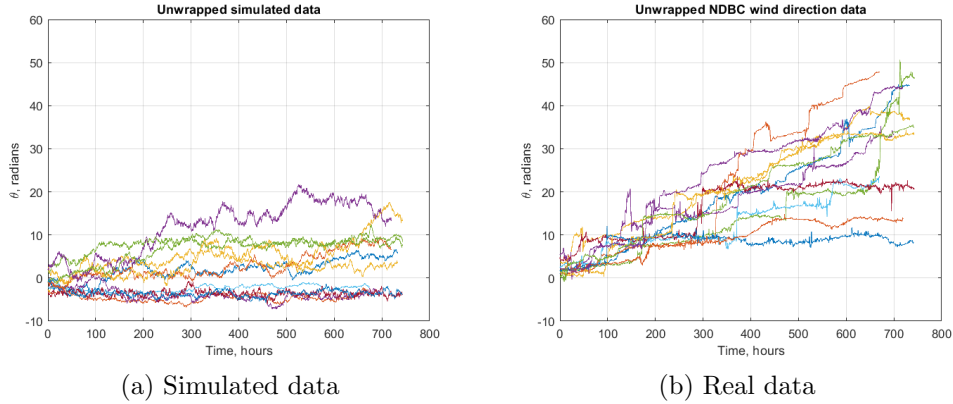 Unwrapped simulated data
60
50
40
30
20
10
0
-10
θ, radians
0 100 200 300 400 500 600 700 800
Time, hours
(a) Simulated data
Unwrapped NDBC wind direction data
60
50
40
30
20
10
0
-10
θ, radians
0 100 200 300 400 500 600 700 800
Time, hours
(b) Real data